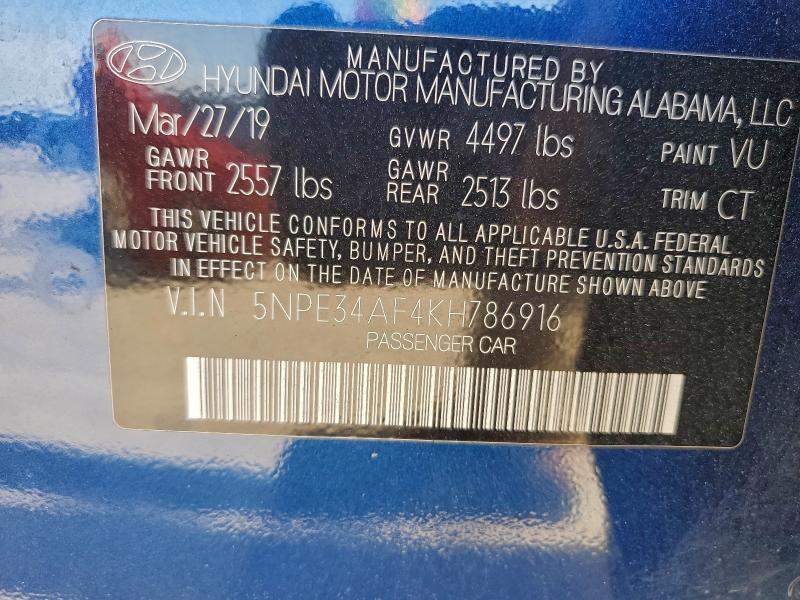 MANUFACTURED BY
HYUNDAI MOTOR MANUFACTURING ALABAMA, LLC
Mar/27/19 GVWR 4497 lbs PAINT VU
GAWR FRONT 2557 lbs GAWR REAR 2513 lbs TRIM CT
THIS VEHICLE CONFORMS TO ALL APPLICABLE U.S.A. FEDERAL
MOTOR VEHICLE SAFETY, BUMPER, AND THEFT PREVENTION STANDARDS
IN EFFECT ON THE DATE OF MANUFACTURE SHOWN ABOVE.
V.I.N 5NPE34AF4KH786916
PASSENGER CAR